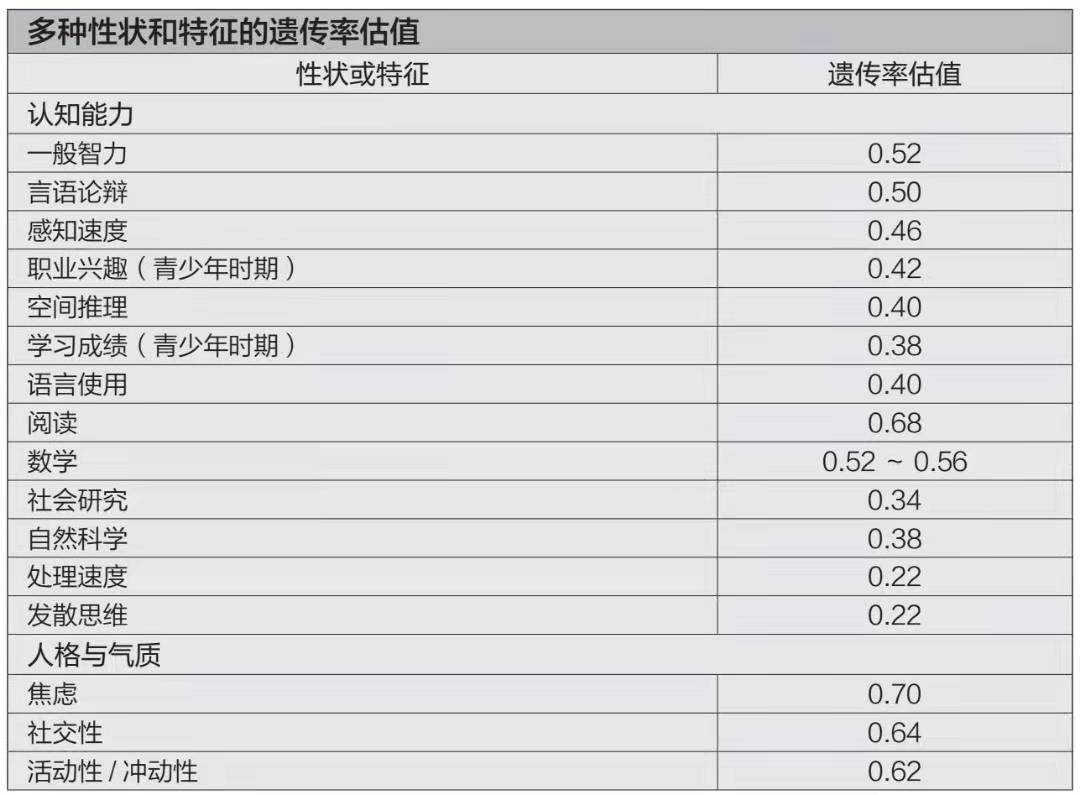 多种性状和特征的遗传率估值
性状或特征 遗传率估值
认知能力
一般智力 0.52
言语论辩 0.50
感知速度 0.46
职业兴趣（青少年时期） 0.42
空间推理 0.40
学习成绩（青少年时期） 0.38
语言使用 0.40
阅读 0.68
数学 0.52 ~ 0.56
社会研究 0.34
自然科学 0.38
处理速度 0.22
发散思维 0.22
人格与气质
焦虑 0.70
社交性 0.64
活动性 / 冲动性 0.62